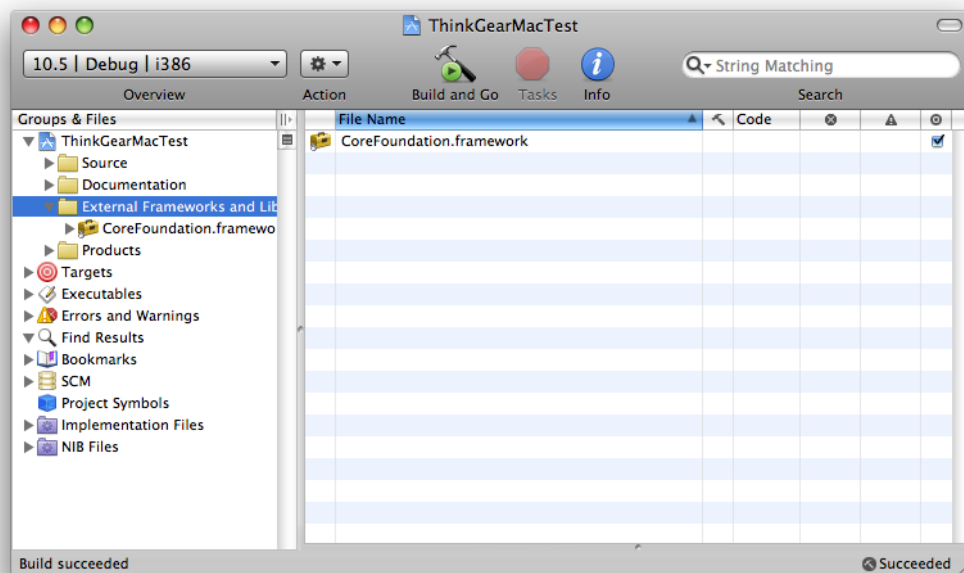 ThinkGearMacTest
10.5 | Debug | i386
String Matching
Overview
Action
Build and Go
Tasks
Info
Search
Groups & Files
File Name
Code
ThinkGearMacTest
CoreFoundation.framework
Source
Documentation
External Frameworks and Lib
CoreFoundation.framewo
Products
Targets
Executables
Errors and Warnings
Find Results
Bookmarks
SCM
Project Symbols
Implementation Files
NIB Files
Build succeeded
Succeeded